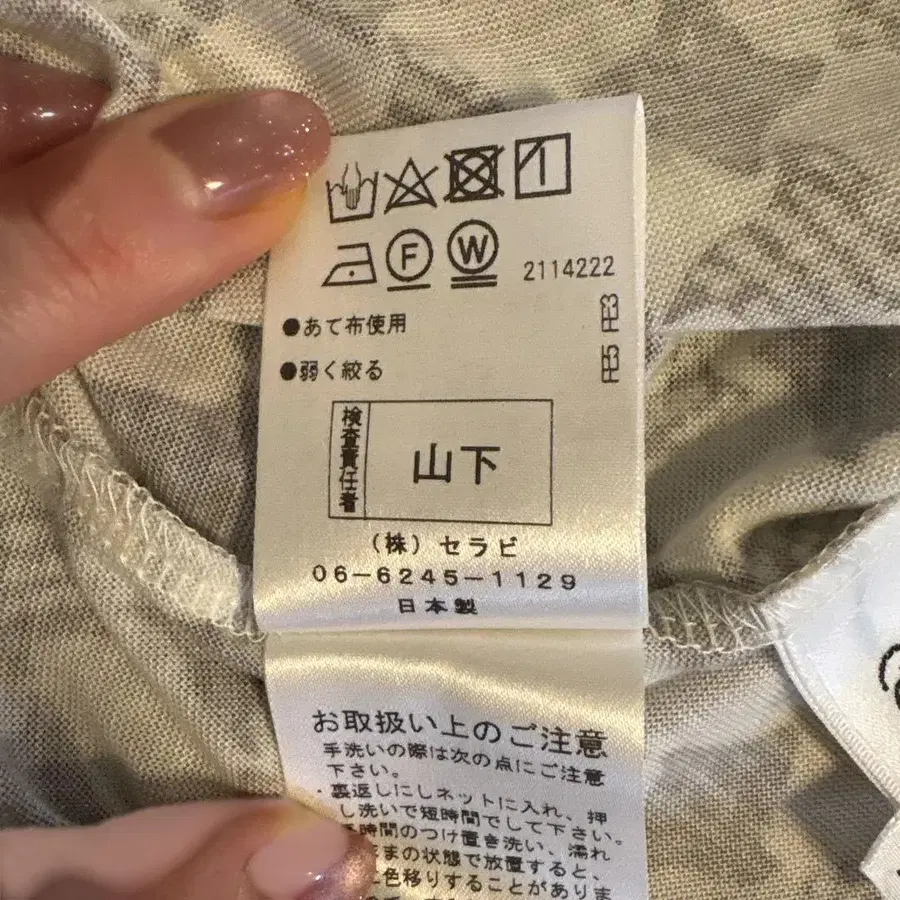 F W 2114222
●あて布使用
●弱く絞る
検査責任者
山下
(株)セラビ
06-6245-1129
日本製
お取扱い上のご注意
手洗いの際は次の点にご注意
下さい。
・裏返しにしネットに入れ、押
し洗いで短時間でして下さい。
時間のつけ置き洗い、濡れ
まの状態で放置すると、
色移りすることがありま